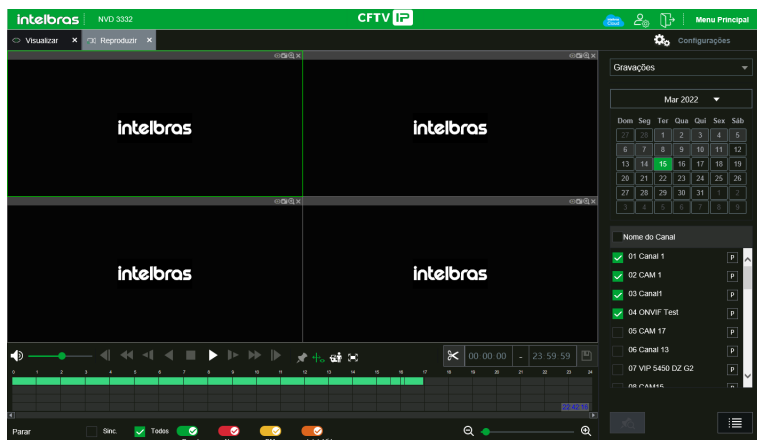 intelbras NVD 3332 CFTV IP Menu Principal
Visualizar × Reproduzir × Configurações
Gravações
Mar 2022
Dom Seg Ter Qua Qui Sex Sáb
27 28 1 2 3 4 5
6 7 8 9 10 11 12
13 14 15 16 17 18 19
20 21 22 23 24 25 26
27 28 29 30 31 1 2
3 4 5 6 7 8 9
intelbras intelbras
intelbras intelbras
Nome do Canal
01 Canal 1 P
02 CAM 1 P
03 Canal1 P
04 ONVIF Test P
05 CAM 17 P
06 Canal 13 P
07 VIP 5450 DZ G2 P
08 CAM15
00 00 00 - 23 59 59
0 1 2 3 4 5 6 7 8 9 10 11 12 13 14 15 16 17 18 19 20 21 22 23 24
22:42:16
Parar Sinc. Todos